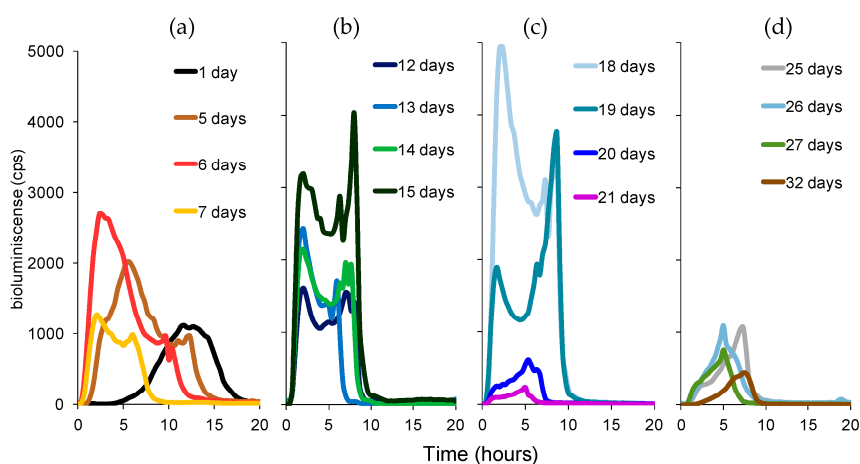 (a) (b) (c) (d)
bioluminiscense (cps)
5000
4000
3000
2000
1000
0
1 day
5 days
6 days
7 days
12 days
13 days
14 days
15 days
18 days
19 days
20 days
21 days
25 days
26 days
27 days
32 days
0 5 10 15 20 0 5 10 15 20 0 5 10 15 20 0 5 10 15 20
Time (hours)